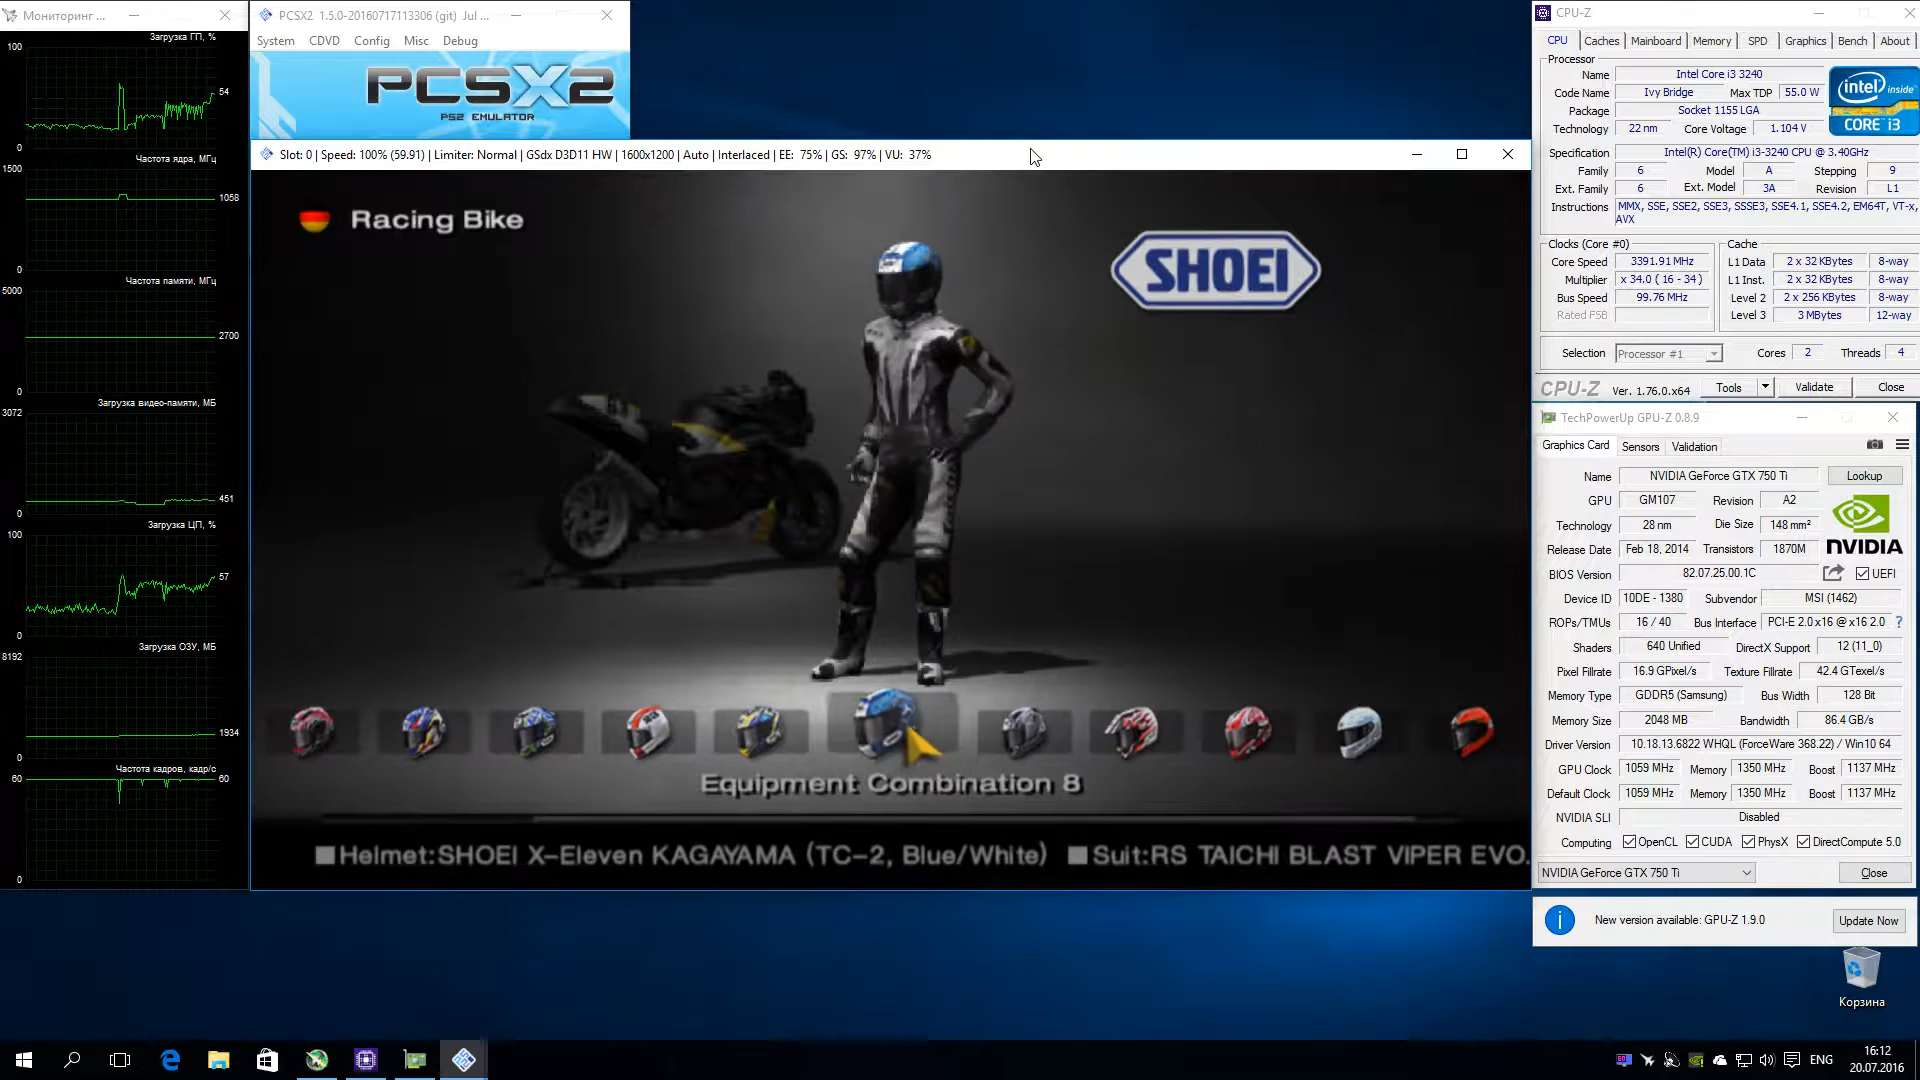 Мониторинг ...
Загрузка ГП, %
100
54
0
Частота ядра, МГц
1500
1058
0
Частота памяти, МГц
5000
2700
0
Загрузка видео-памяти, МБ
3072
451
0
Загрузка ЦП, %
100
57
0
Загрузка ОЗУ, МБ
8192
1934
0
Частота кадров, кадр/с
60
60
0
PCSX2 1.5.0-20160717113306 (git) Jul ...
System CDVD Config Misc Debug
PCSX2
PS2 EMULATOR
Slot: 0 | Speed: 100% (59.91) | Limiter: Normal | GSdx D3D11 HW | 1600x1200 | Auto | Interlaced | EE: 75% | GS: 97% | VU: 37%
Racing Bike
SHOEI
Equipment Combination 8
Helmet:SHOEI X-Eleven KAGAYAMA (TC-2, Blue/White) Suit:RS TAICHI BLAST VIPER EVO.
CPU-Z
CPU Caches Mainboard Memory SPD Graphics Bench About
Processor
Name Intel Core i3 3240
Code Name Ivy Bridge Max TDP 55.0 W
Package Socket 1155 LGA
Technology 22 nm Core Voltage 1.104 V
intel inside
CORE i3
Specification Intel(R) Core(TM) i3-3240 CPU @ 3.40GHz
Family 6 Model A Stepping 9
Ext. Family 6 Ext. Model 3A Revision L1
Instructions MMX, SSE, SSE2, SSE3, SSSE3, SSE4.1, SSE4.2, EM64T, VT-x,
AVX
Clocks (Core #0) Cache
Core Speed 3391.91 MHz L1 Data 2 x 32 KBytes 8-way
Multiplier x 34.0 ( 16 - 34 ) L1 Inst. 2 x 32 KBytes 8-way
Bus Speed 99.76 MHz Level 2 2 x 256 KBytes 8-way
Rated FSB Level 3 3 MBytes 12-way
Selection Processor #1 Cores 2 Threads 4
CPU-Z Ver. 1.76.0.x64 Tools Validate Close
TechPowerUp GPU-Z 0.8.9
Graphics Card Sensors Validation
Name NVIDIA GeForce GTX 750 Ti Lookup
GPU GM107 Revision A2
Technology 28 nm Die Size 148 mm²
Release Date Feb 18, 2014 Transistors 1870M
NVIDIA
BIOS Version 82.07.25.00.1C UEFI
Device ID 10DE - 1380 Subvendor MSI (1462)
ROPs/TMUs 16 / 40 Bus Interface PCI-E 2.0 x16 @ x16 2.0 ?
Shaders 640 Unified DirectX Support 12 (11_0)
Pixel Fillrate 16.9 GPixel/s Texture Fillrate 42.4 GTexel/s
Memory Type GDDR5 (Samsung) Bus Width 128 Bit
Memory Size 2048 MB Bandwidth 86.4 GB/s
Driver Version 10.18.13.6822 WHQL (ForceWare 368.22) / Win10 64
GPU Clock 1059 MHz Memory 1350 MHz Boost 1137 MHz
Default Clock 1059 MHz Memory 1350 MHz Boost 1137 MHz
NVIDIA SLI Disabled
Computing OpenCL CUDA PhysX DirectCompute 5.0
NVIDIA GeForce GTX 750 Ti Close
New version available: GPU-Z 1.9.0 Update Now
Корзина
60 ENG
16:12
20.07.2016